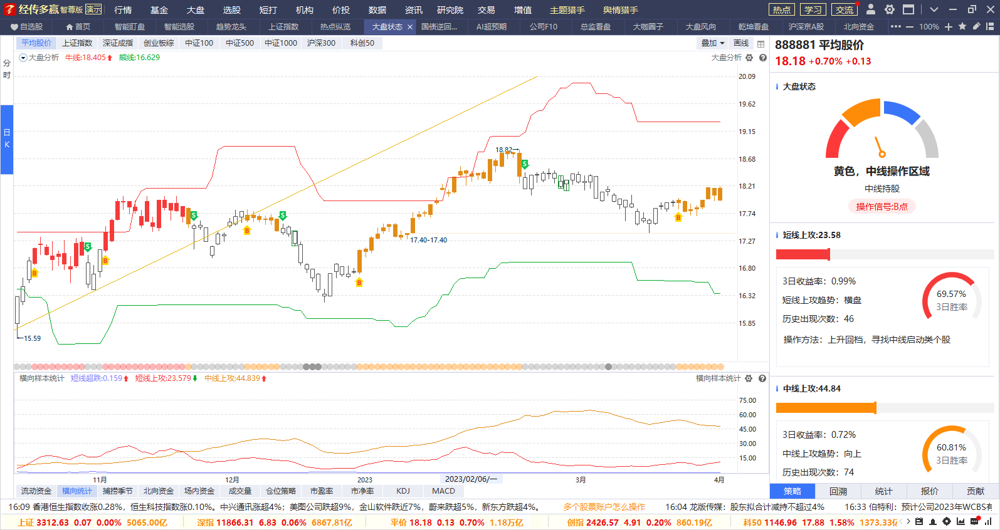 经传多赢 智尊版 演示 行情 基金 大盘 选股 短打 机构 价投 数据 资讯 研究院 交易 增值 主题猎手 舆情猎手 热点 学习 交流
自选股 首页 智能盯盘 智能选股 趋势龙头 上证指数 热点纵览 大盘状态 国债逆回... AI超预期 公司F10 总监看盘 大咖圈子 大盘风向 乾坤看盘 沪深京A股 北向资金 100%
平均股价 上证指数 深证成指 创业板综 中证100 中证500 中证1000 沪深300 科创50 叠加 画线
大盘分析 牛线:18.405 熊线:16.629 大盘分析
分时
日K
20.09
19.62
19.15
18.68
18.21
17.74
17.27
16.80
16.32
15.85
18.82
17.40-17.40
15.59
S
B
B
S
B
S
B
S
B
横向样本统计 短线超跌:0.159 短线上攻:23.579 中线上攻:44.839 横向样本统计
75.00
60.00
45.00
30.00
15.00
11月 12月 2023 2023/02/06/一 3月 4月
流动资金 横向统计 捕捞季节 北向资金 场内资金 成交量 仓位策略 市盈率 市净率 KDJ MACD
888881 平均股价
18.18 +0.70% +0.13
大盘状态
黄色，中线操作区域
中线持股
操作信号:B点
短线上攻:23.58
3日收益率：0.99%
短线上攻趋势：横盘
历史出现次数：46
69.57%
3日胜率
操作方法：上升回档，寻找中线启动类个股
中线上攻:44.84
3日收益率：0.72%
中线上攻趋势：向上
历史出现次数：74
60.81%
3日胜率
策略 回溯 统计 报价 贡献
16:09 香港恒生指数收涨0.28%，恒生科技指数涨0.10%。中兴通讯涨超4%；美图公司跌超9%，金山软件跌近7%，蔚来跌超5%，新东方跌超4%。 多个股票账户怎么操作 16:04 龙版传媒：股东拟合计减持不超过4% 16:33 伯特利：预计公司2023年WCBS有
上证 3312.63 0.07 0.00% 5065.00亿 深指 11866.31 6.83 0.06% 6867.81亿 平价 18.18 0.13 0.70% 1.18万亿 创指 2426.57 4.91 0.20% 860.19亿 科50 1146.96 17.88 1.58% 1373.33亿